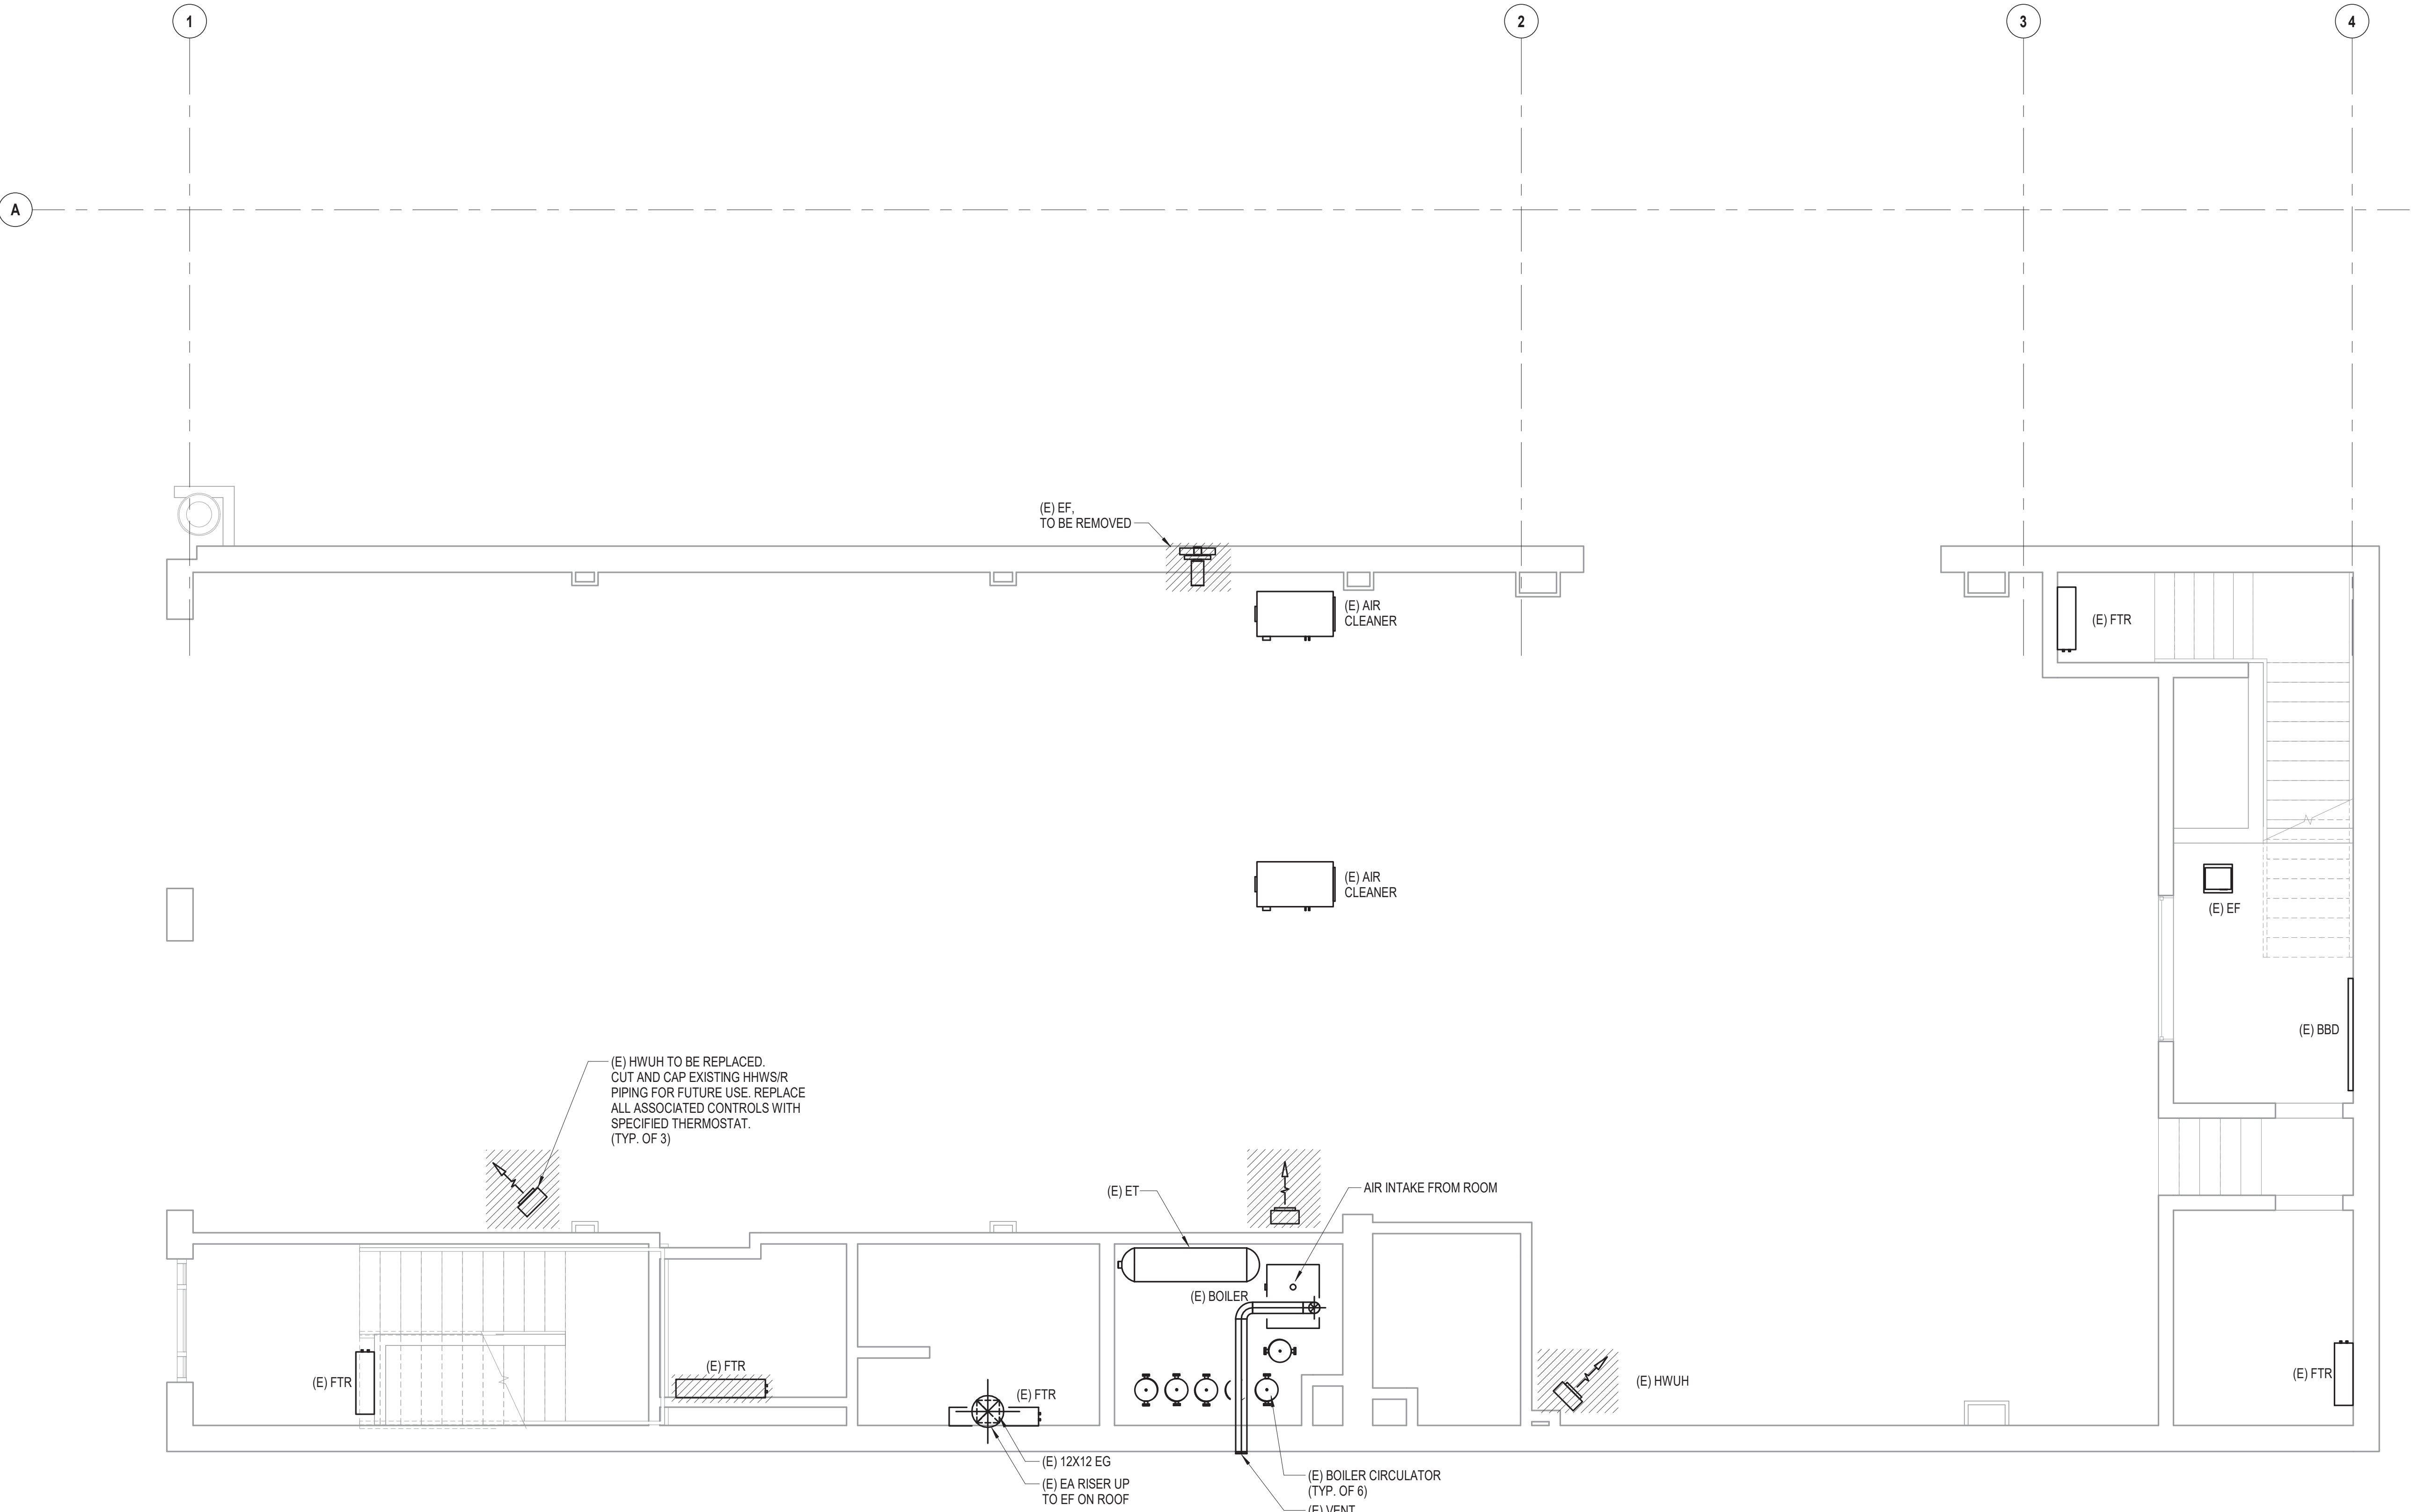 1
2
3
4
A
(E) EF,
TO BE REMOVED
(E) AIR
CLEANER
(E) FTR
(E) AIR
CLEANER
(E) EF
(E) BBD
(E) HWUH TO BE REPLACED.
CUT AND CAP EXISTING HHWS/R
PIPING FOR FUTURE USE. REPLACE
ALL ASSOCIATED CONTROLS WITH
SPECIFIED THERMOSTAT.
(TYP. OF 3)
(E) ET
AIR INTAKE FROM ROOM
(E) BOILER
(E) FTR
(E) FTR
(E) FTR
(E) HWUH
(E) FTR
(E) 12X12 EG
(E) EA RISER UP
TO EF ON ROOF
(E) BOILER CIRCULATOR
(TYP. OF 6)
(E) VENT